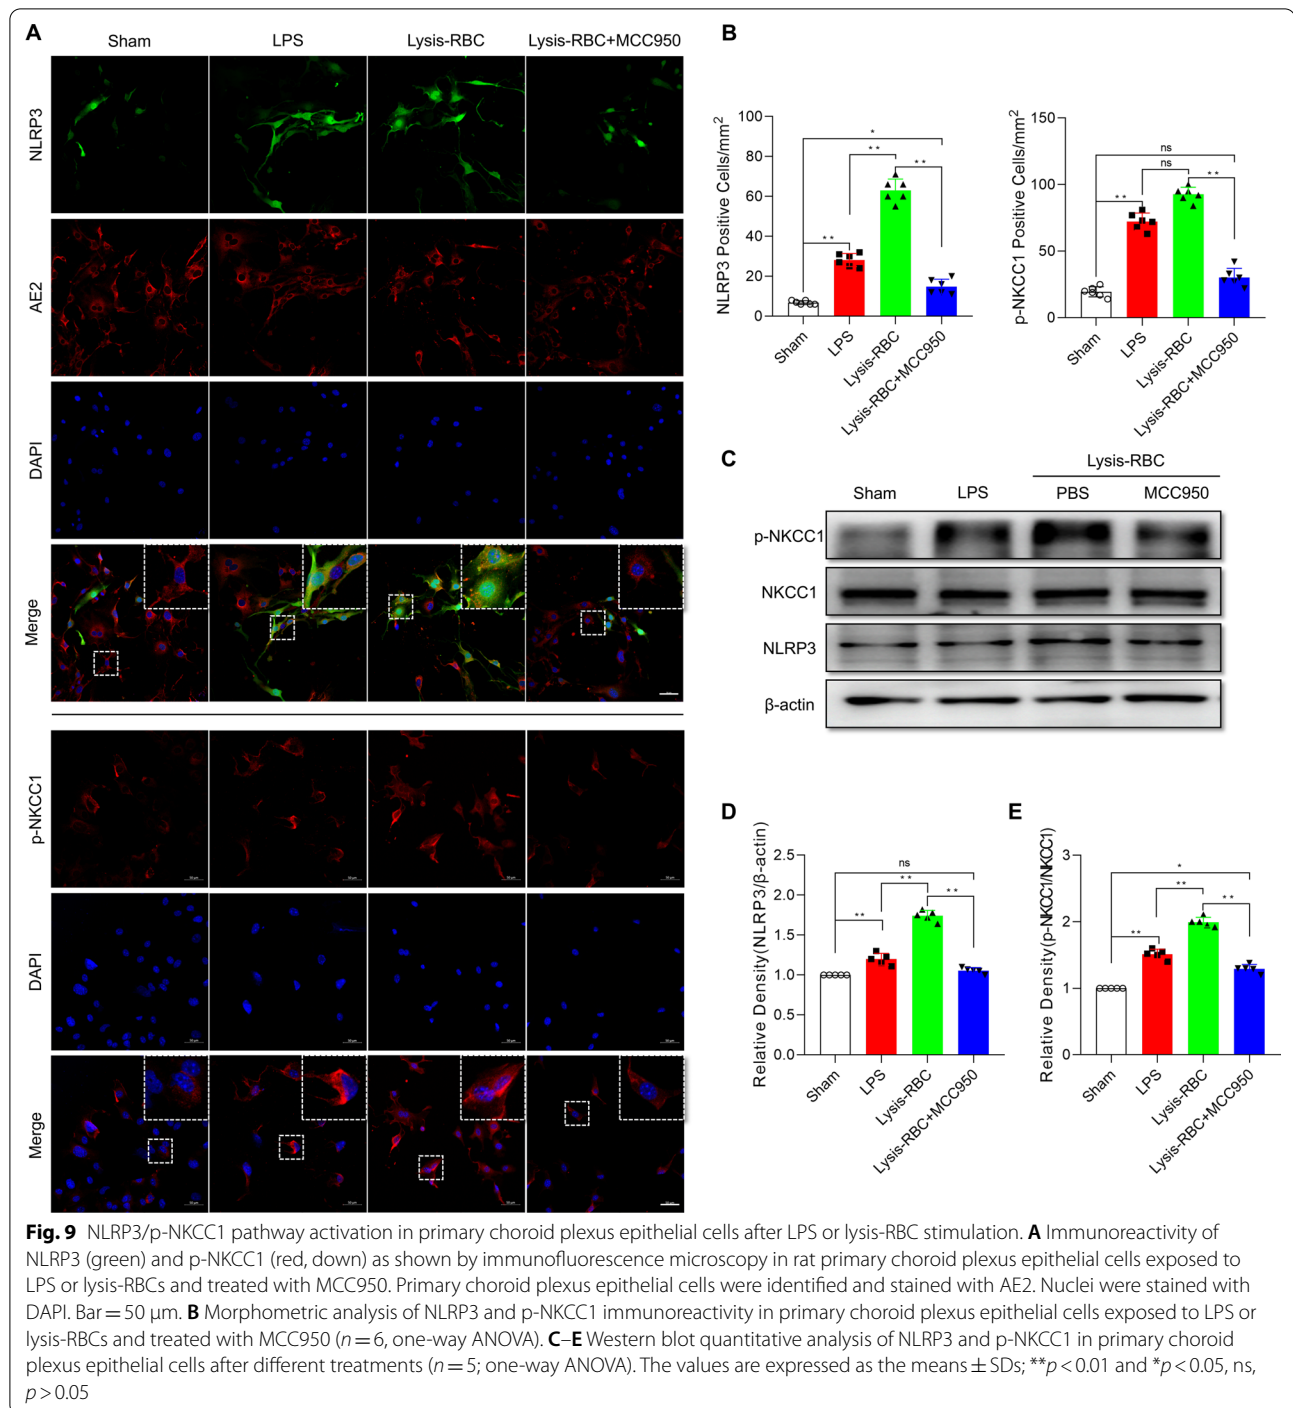 A
Sham LPS Lysis-RBC Lysis-RBC+MCC950
NLRP3
AE2
DAPI
Merge
p-NKCC1
DAPI
Merge
B
NLRP3 Positive Cells/mm²
100
80
60
40
20
0
*
**
**
**
Sham
LPS
Lysis-RBC
Lysis-RBC+MCC950
p-NKCC1 Positive Cells/mm²
150
100
50
0
ns
ns
**
**
Sham
LPS
Lysis-RBC
Lysis-RBC+MCC950
C
Lysis-RBC
Sham LPS PBS MCC950
p-NKCC1
NKCC1
NLRP3
β-actin
D
Relative Density(NLRP3/β-actin)
2.5
2.0
1.5
1.0
0.5
0.0
ns
**
**
**
Sham
LPS
Lysis-RBC
Lysis-RBC+MCC950
E
Relative Density(p-NKCC1/NKCC1)
3
2
1
0
*
**
**
**
Sham
LPS
Lysis-RBC
Lysis-RBC+MCC950
Fig. 9 NLRP3/p-NKCC1 pathway activation in primary choroid plexus epithelial cells after LPS or lysis-RBC stimulation. A Immunoreactivity of
NLRP3 (green) and p-NKCC1 (red, down) as shown by immunofluorescence microscopy in rat primary choroid plexus epithelial cells exposed to
LPS or lysis-RBCs and treated with MCC950. Primary choroid plexus epithelial cells were identified and stained with AE2. Nuclei were stained with
DAPI. Bar = 50 μm. B Morphometric analysis of NLRP3 and p-NKCC1 immunoreactivity in primary choroid plexus epithelial cells exposed to LPS or
lysis-RBCs and treated with MCC950 (n = 6, one-way ANOVA). C–E Western blot quantitative analysis of NLRP3 and p-NKCC1 in primary choroid
plexus epithelial cells after different treatments (n = 5; one-way ANOVA). The values are expressed as the means ± SDs; **p < 0.01 and *p < 0.05, ns,
p > 0.05